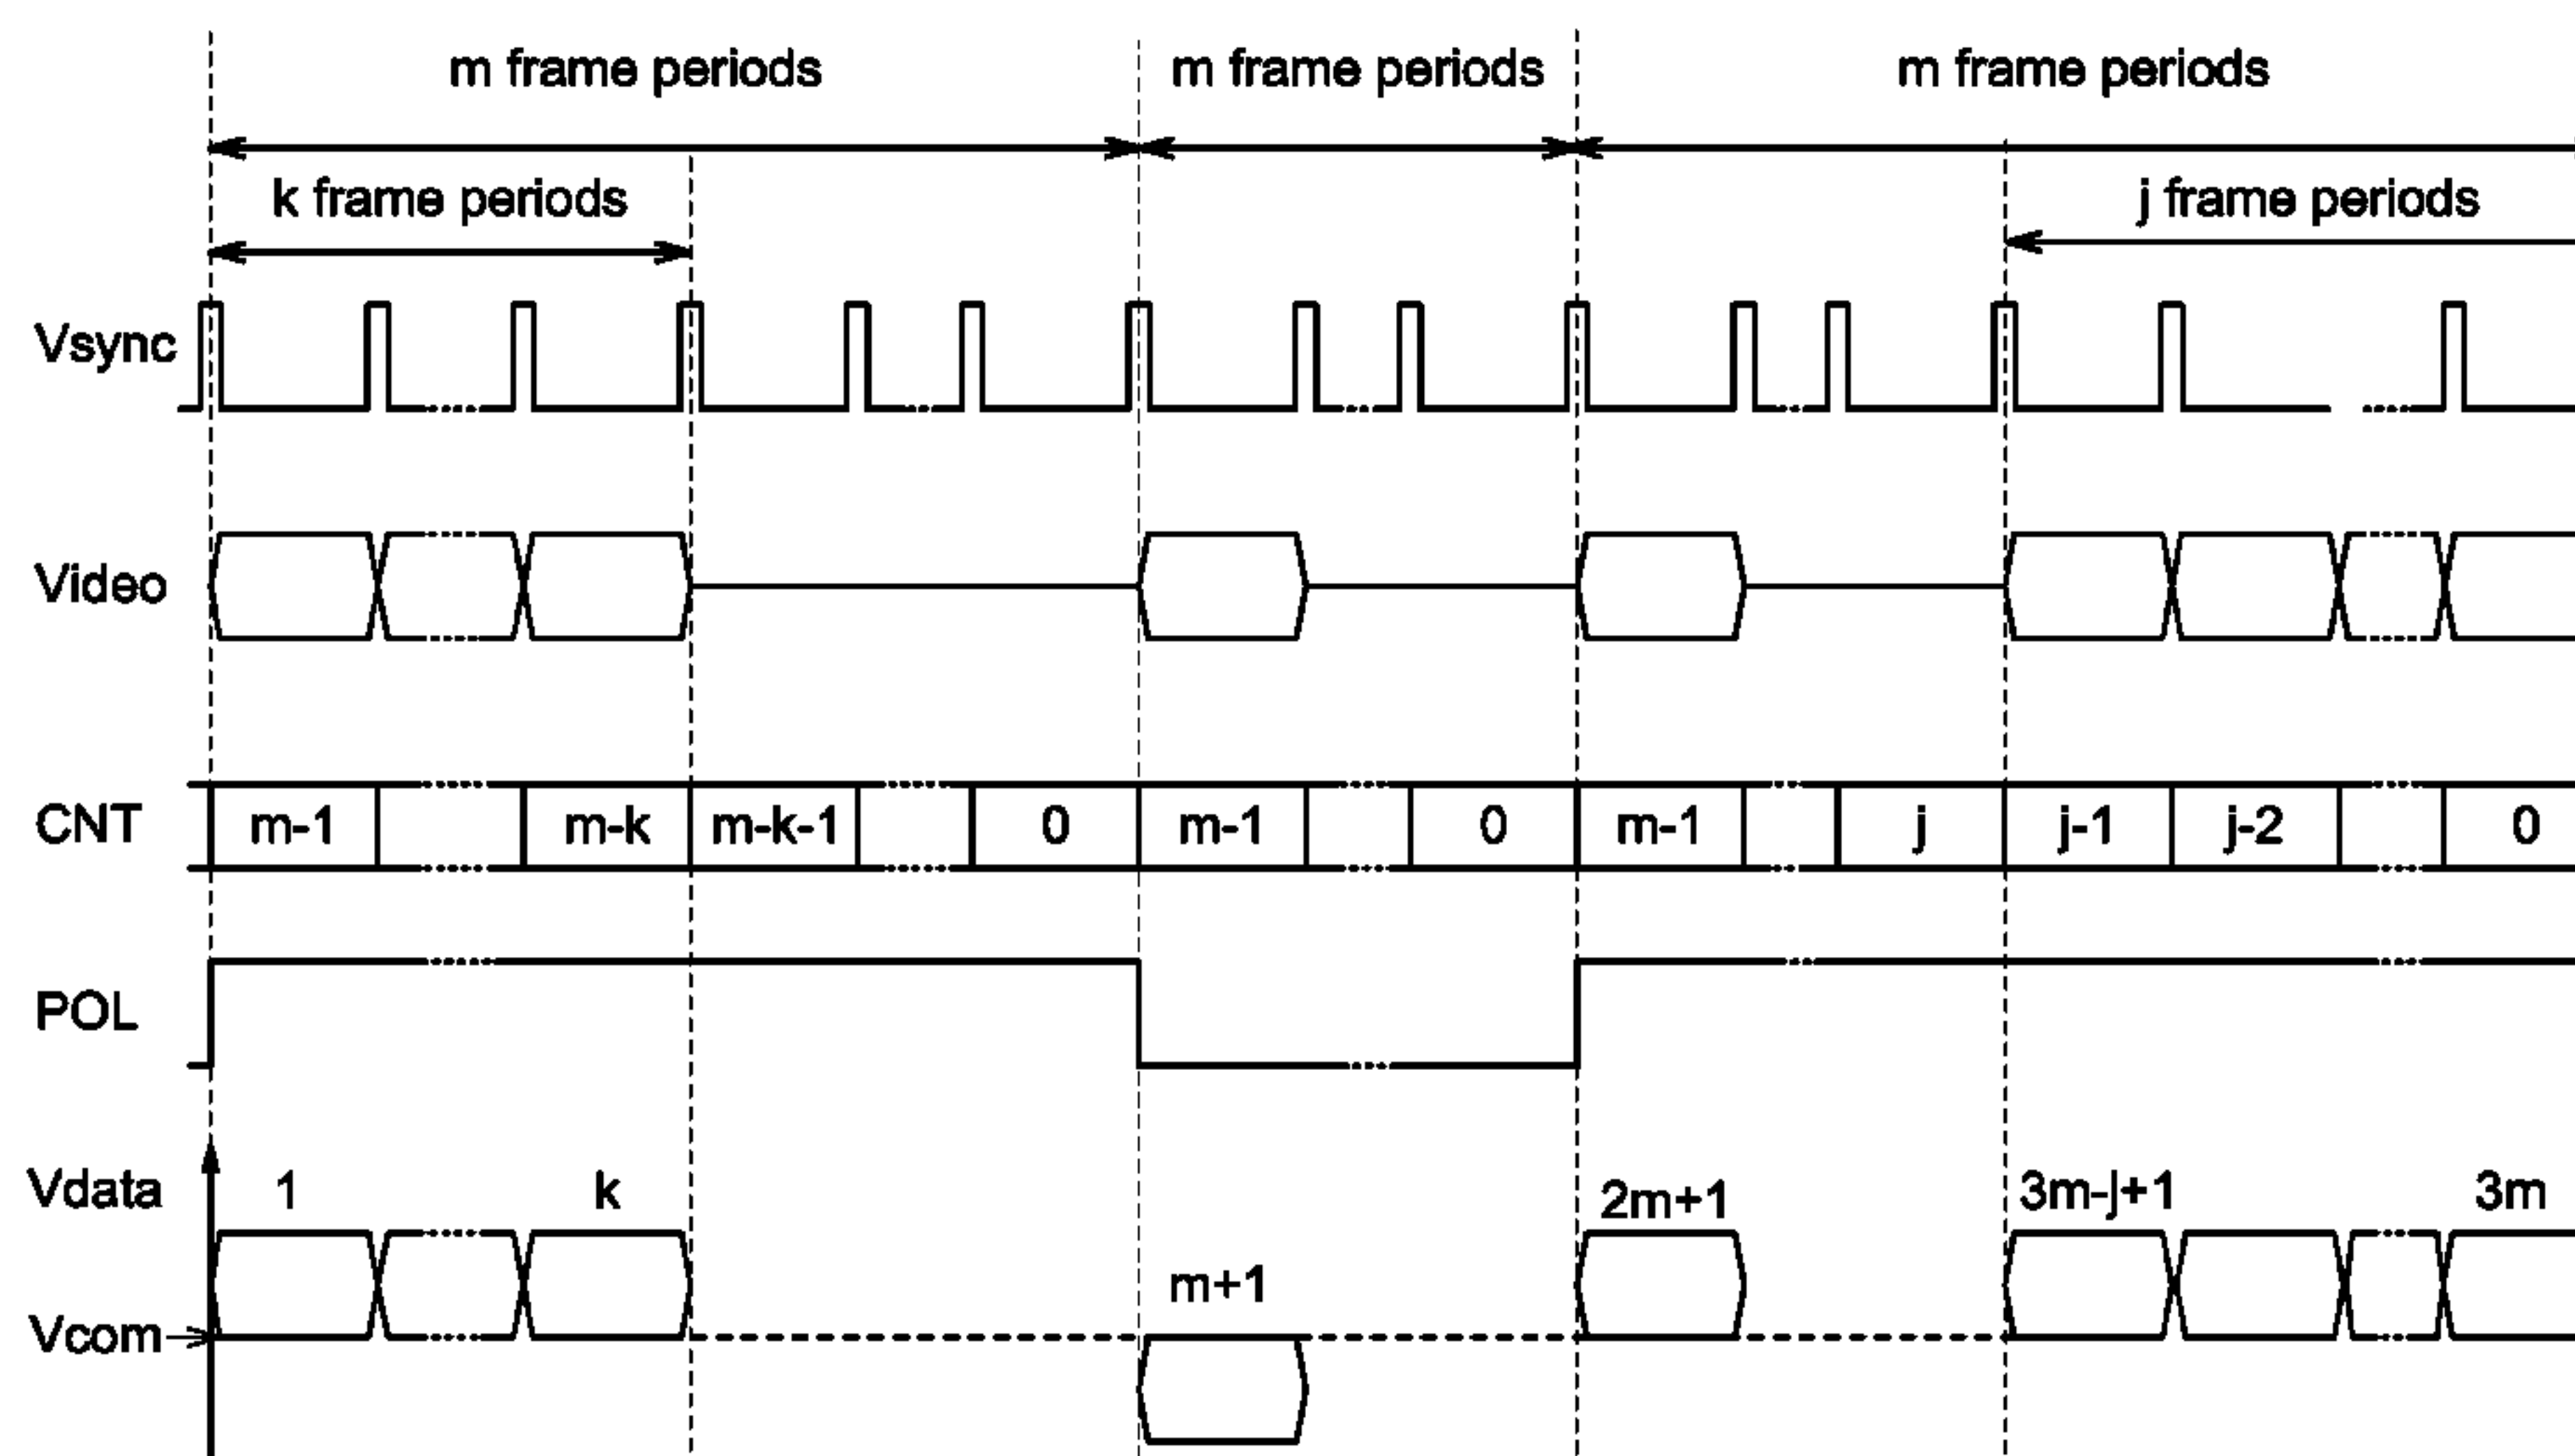 m frame periods m frame periods m frame periods
k frame periods j frame periods
Vsync
Video
CNT m-1 m-k m-k-1 0 m-1 0 m-1 j j-1 j-2 0
POL
Vdata 1 k 2m+1 3m-j+1 3m
m+1
Vcom